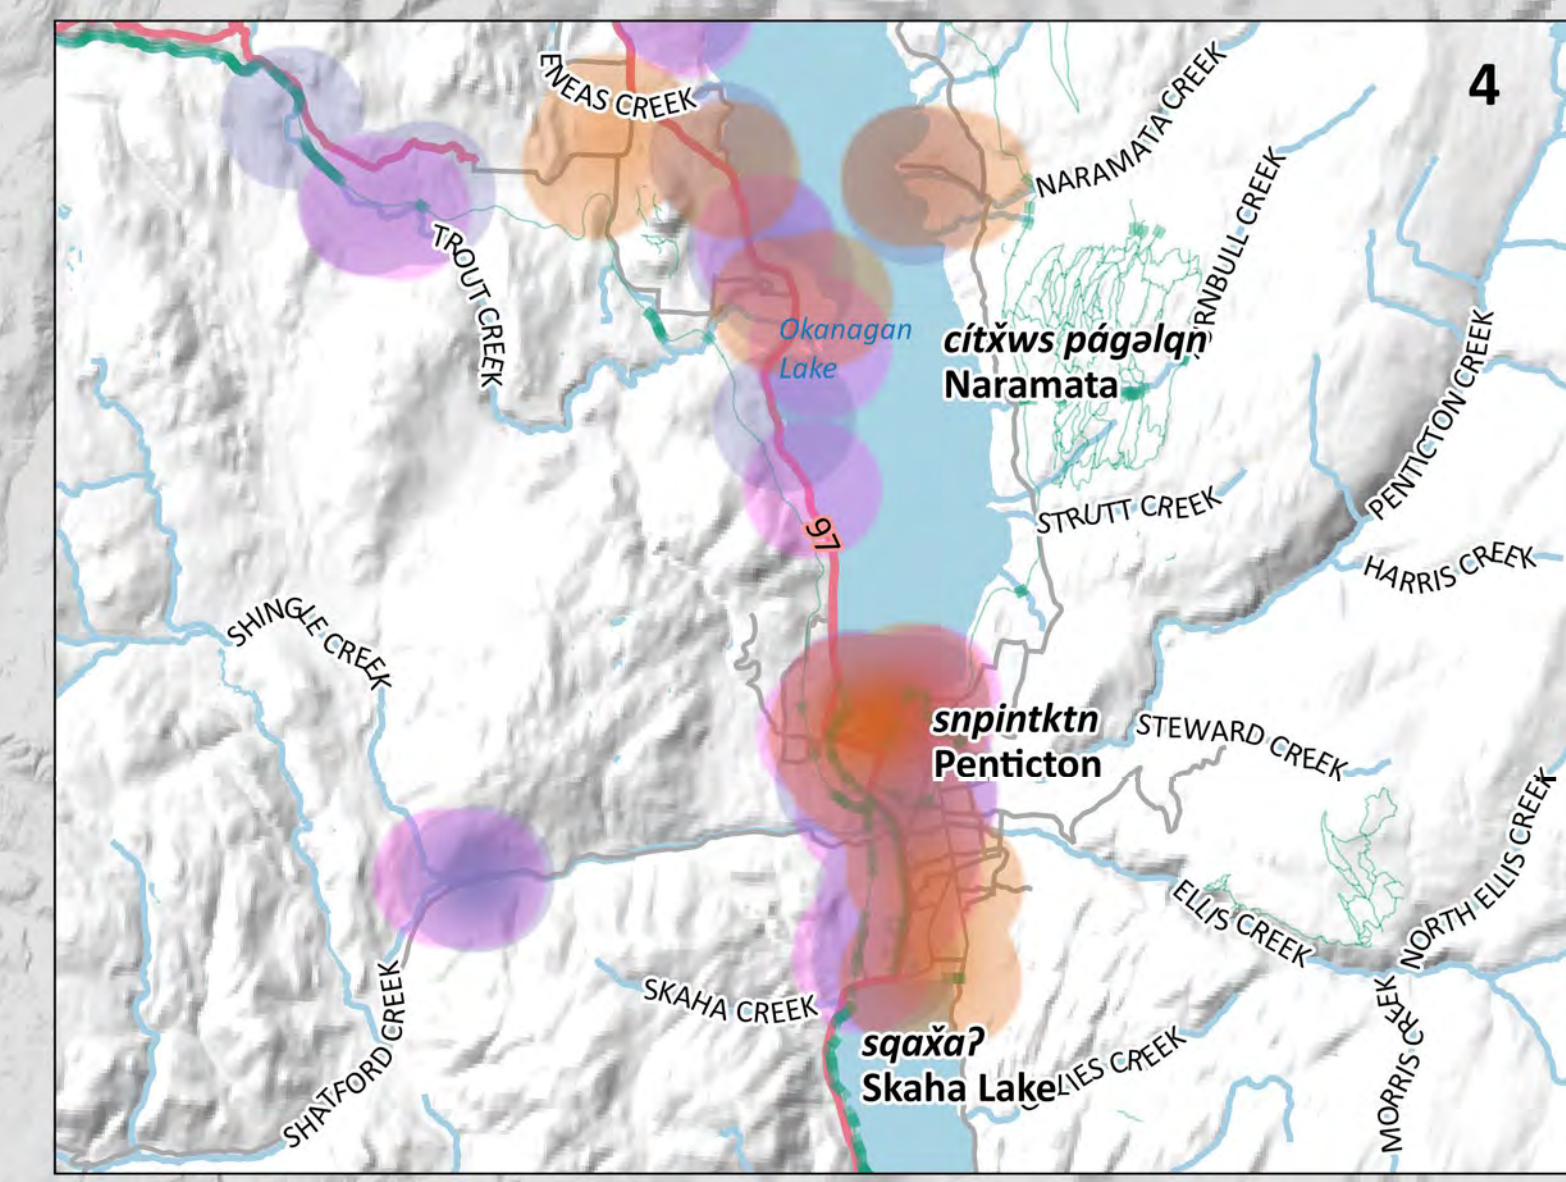 4
ENEAS CREEK
NARAMATA CREEK
TROUT CREEK
Okanagan
Lake
cítx̌ws págəlqn
Naramata
PENTICTON CREEK
STRUTT CREEK
97
HARRIS CREEK
SHINGLE CREEK
snpintktn
Penticton
STEWARD CREEK
ELLIS CREEK
NORTH ELLIS CREEK
SKAHA CREEK
SHATFORD CREEK
sqax̌aʔ
Skaha Lake
CREEK
MORRIS CREEK